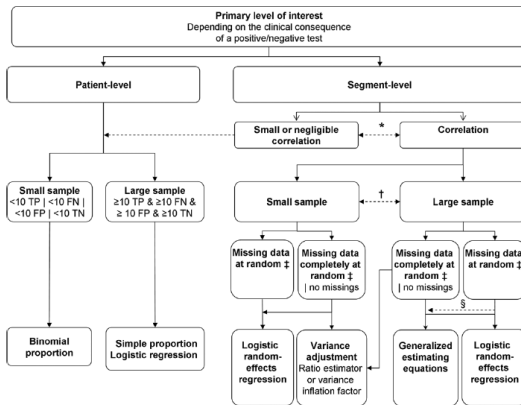 Primary level of interest
Depending on the clinical consequence
of a positive/negative test
Patient-level
Segment-level
Small or negligible
correlation
*
Correlation
Small sample
<10 TP | <10 FN |
<10 FP | <10 TN
Large sample
≥10 TP & ≥10 FN &
≥ 10 FP & ≥10 TN
Small sample
†
Large sample
Missing data
at random ‡
Missing data
completely at
random ‡
| no missings
Missing data
completely at
random ‡
| no missings
Missing data
at random ‡
§
Binomial
proportion
Simple proportion
Logistic regression
Logistic
random-
effects
regression
Variance
adjustment
Ratio estimator
or variance
inflation factor
Generalized
estimating
equations
Logistic
random-
effects
regression